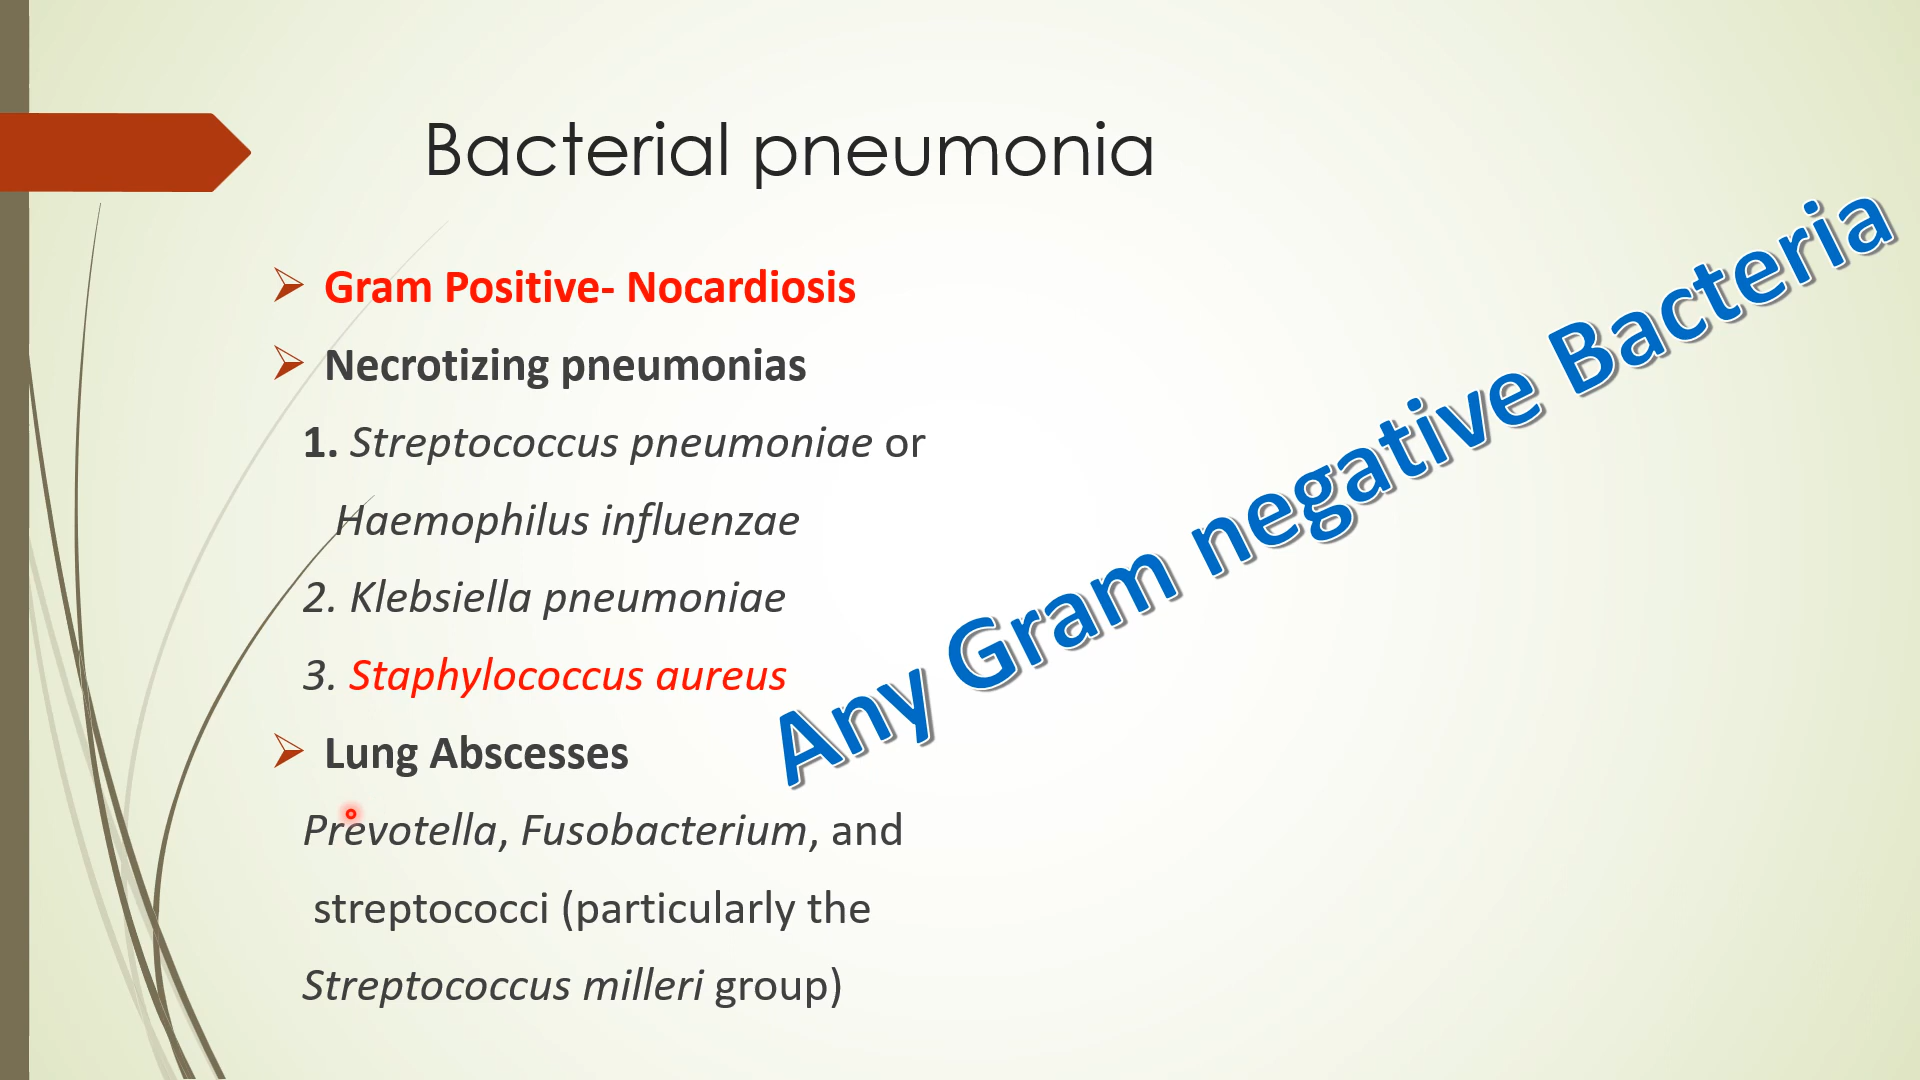 Bacterial pneumonia
Gram Positive- Nocardiosis
Necrotizing pneumonias
1. Streptococcus pneumoniae or
Haemophilus influenzae
2. Klebsiella pneumoniae
3. Staphylococcus aureus
Lung Abscesses
Prevotella, Fusobacterium, and
streptococci (particularly the
Streptococcus milleri group)
Any Gram negative Bacteria